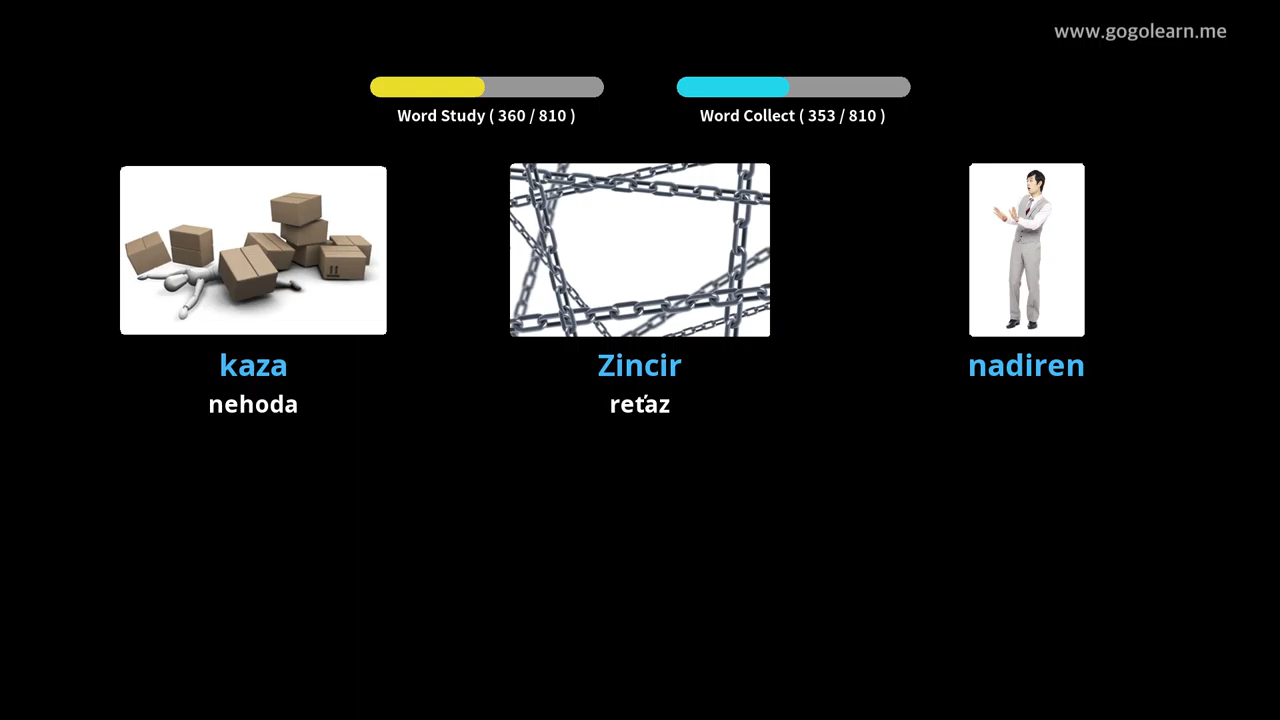 www.gogolearn.me
Word Study ( 360 / 810 )
Word Collect ( 353 / 810 )
kaza
nehoda
Zincir
reťaz
nadiren